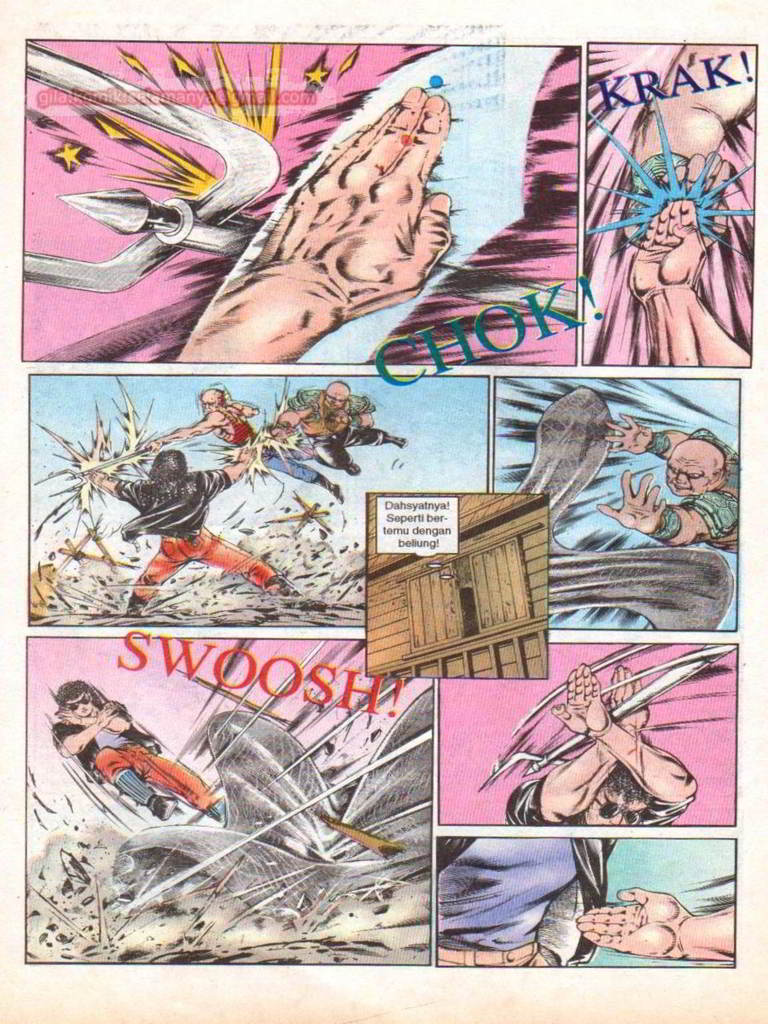 KRAK!
CHOK!
Dahsyatnya!
Seperti ber-
temu dengan
beliung!
SWOOSH!